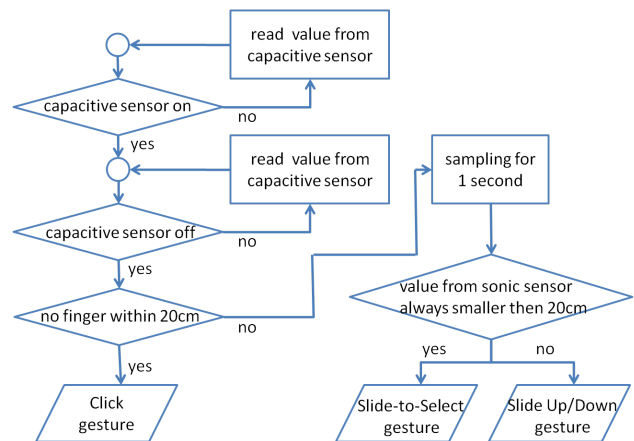 read value from
capacitive sensor
capacitive sensor on
no
yes
read value from
capacitive sensor
capacitive sensor off
no
yes
no finger within 20cm
no
yes
Click
gesture
sampling for
1 second
value from sonic sensor
always smaller then 20cm
yes
no
Slide-to-Select
gesture
Slide Up/Down
gesture